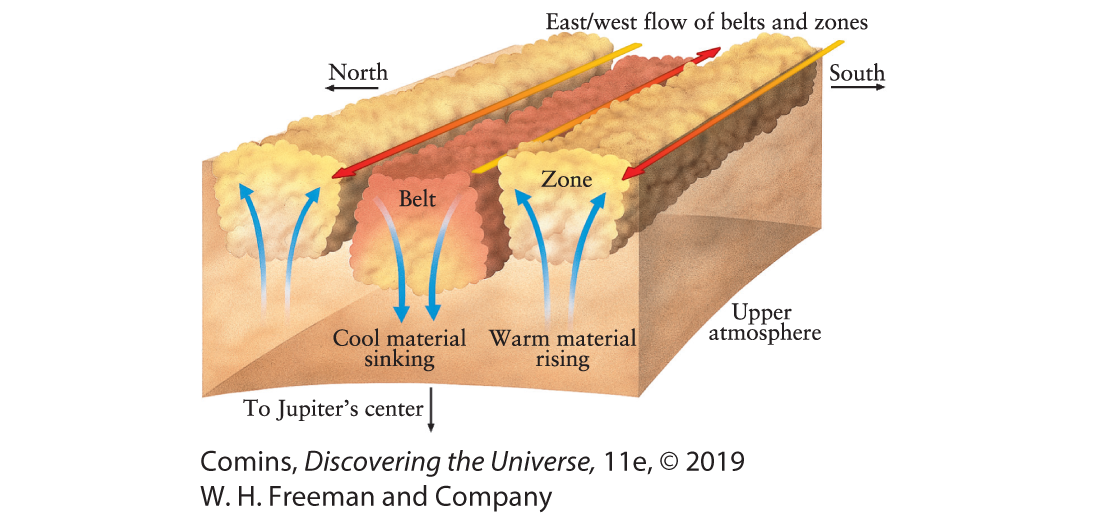 East/west flow of belts and zones
North
South
Zone
Belt
Cool material
sinking
Warm material
rising
Upper
atmosphere
To Jupiter's center
Comins, Discovering the Universe, 11e, © 2019
W. H. Freeman and Company